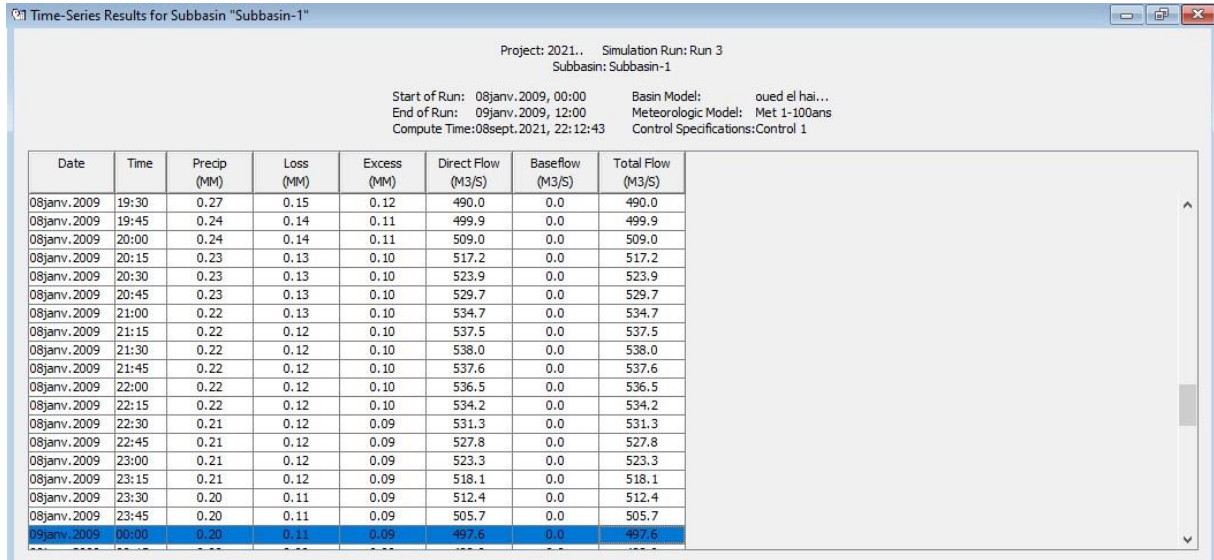 Time-Series Results for Subbasin "Subbasin-1"
Project: 2021.. Simulation Run: Run 3
Subbasin: Subbasin-1
Start of Run: 08janv.2009, 00:00 Basin Model: oued el hai...
End of Run: 09janv.2009, 12:00 Meteorologic Model: Met 1-100ans
Compute Time:08sept.2021, 22:12:43 Control Specifications:Control 1
Date Time Precip Loss Excess Direct Flow Baseflow Total Flow
(MM) (MM) (MM) (M3/S) (M3/S) (M3/S)
08janv.2009 19:30 0.27 0.15 0.12 490.0 0.0 490.0
08janv.2009 19:45 0.24 0.14 0.11 499.9 0.0 499.9
08janv.2009 20:00 0.24 0.14 0.11 509.0 0.0 509.0
08janv.2009 20:15 0.23 0.13 0.10 517.2 0.0 517.2
08janv.2009 20:30 0.23 0.13 0.10 523.9 0.0 523.9
08janv.2009 20:45 0.23 0.13 0.10 529.7 0.0 529.7
08janv.2009 21:00 0.22 0.13 0.10 534.7 0.0 534.7
08janv.2009 21:15 0.22 0.12 0.10 537.5 0.0 537.5
08janv.2009 21:30 0.22 0.12 0.10 538.0 0.0 538.0
08janv.2009 21:45 0.22 0.12 0.10 537.6 0.0 537.6
08janv.2009 22:00 0.22 0.12 0.10 536.5 0.0 536.5
08janv.2009 22:15 0.22 0.12 0.10 534.2 0.0 534.2
08janv.2009 22:30 0.21 0.12 0.09 531.3 0.0 531.3
08janv.2009 22:45 0.21 0.12 0.09 527.8 0.0 527.8
08janv.2009 23:00 0.21 0.12 0.09 523.3 0.0 523.3
08janv.2009 23:15 0.21 0.12 0.09 518.1 0.0 518.1
08janv.2009 23:30 0.20 0.11 0.09 512.4 0.0 512.4
08janv.2009 23:45 0.20 0.11 0.09 505.7 0.0 505.7
09janv.2009 00:00 0.20 0.11 0.09 497.6 0.0 497.6